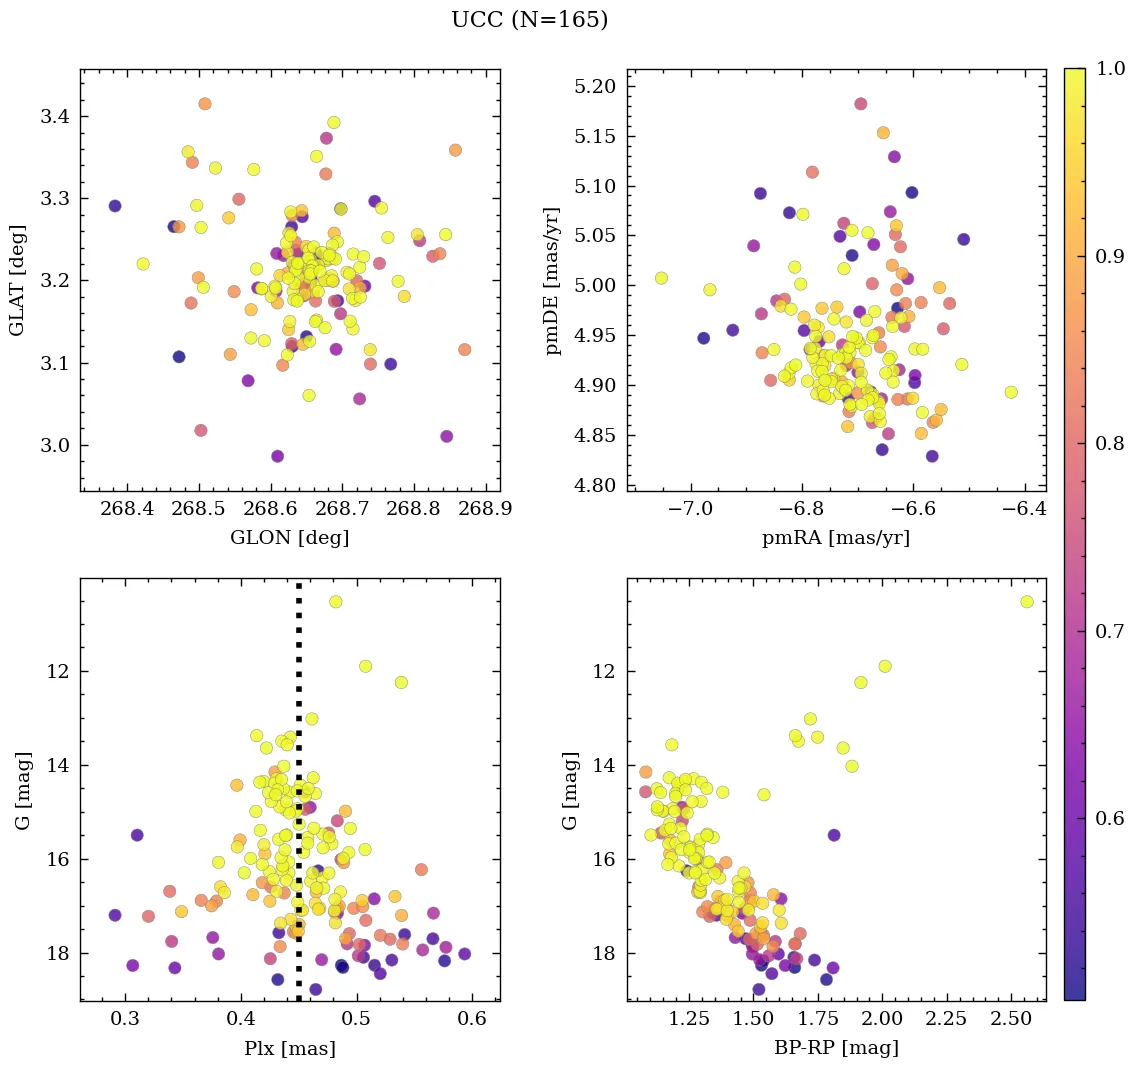 UCC (N=165)
3.4
3.3
3.2
3.1
3.0
GLAT [deg]
268.4 268.5 268.6 268.7 268.8 268.9
GLON [deg]
5.20
5.15
5.10
5.05
5.00
4.95
4.90
4.85
4.80
pmDE [mas/yr]
−7.0 −6.8 −6.6 −6.4
pmRA [mas/yr]
1.0
0.9
0.8
0.7
0.6
12
14
16
18
G [mag]
0.3 0.4 0.5 0.6
Plx [mas]
12
14
16
18
G [mag]
1.25 1.50 1.75 2.00 2.25 2.50
BP-RP [mag]